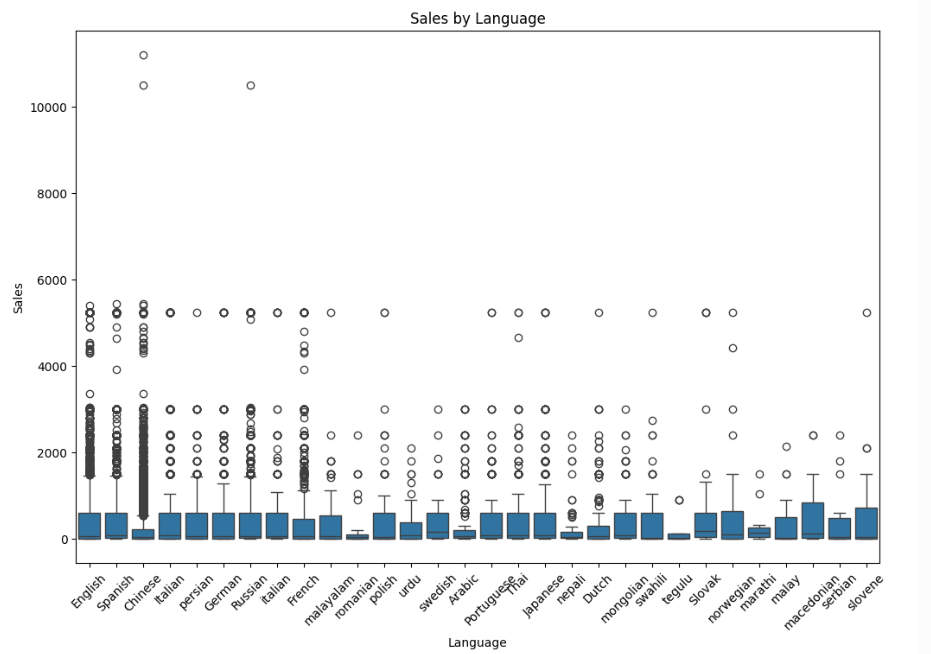 Sales by Language
10000
8000
6000
4000
2000
0
Sales
English
Spanish
Chinese
Italian
persian
German
Russian
italian
French
malayalam
romanian
polish
urdu
swedish
Arabic
Portuguese
Thai
Japanese
nepali
Dutch
mongolian
swahili
tegulu
Slovak
norwegian
marathi
malay
macedonian
serbian
slovene
Language